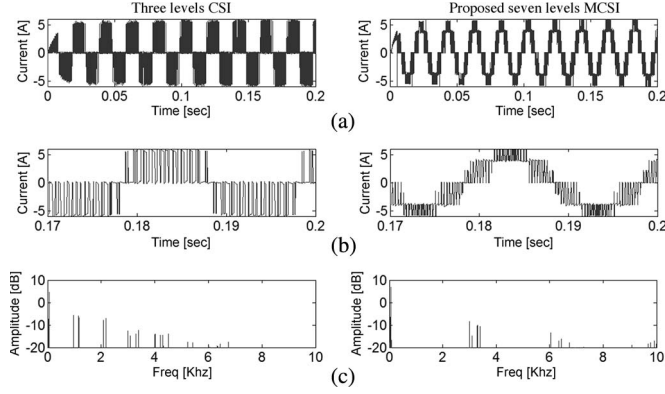 Three levels CSI
Proposed seven levels MCSI
Current [A]
5
0
-5
0
0.05
0.1
0.15
0.2
Time [sec]
Current [A]
5
0
-5
0
0.05
0.1
0.15
0.2
Time [sec]
(a)
Current [A]
5
0
-5
0.17
0.18
0.19
0.2
Time [sec]
Current [A]
5
0
-5
0.17
0.18
0.19
0.2
Time [sec]
(b)
Amplitude [dB]
10
0
-10
-20
0
2
4
6
8
10
Freq [Khz]
Amplitude [dB]
10
0
-10
-20
0
2
4
6
8
10
Freq [Khz]
(c)